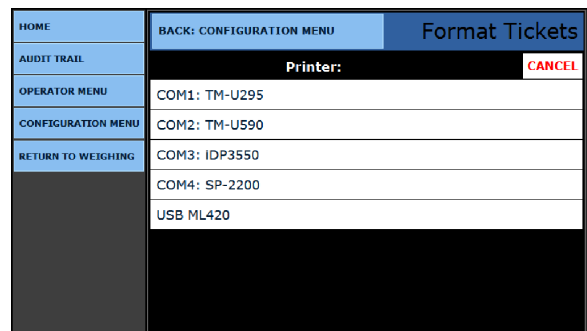 HOME
AUDIT TRAIL
OPERATOR MENU
CONFIGURATION MENU
RETURN TO WEIGHING
BACK: CONFIGURATION MENU
Format Tickets
Printer:
CANCEL
COM1: TM-U295
COM2: TM-U590
COM3: iDP3550
COM4: SP-2200
USB ML420